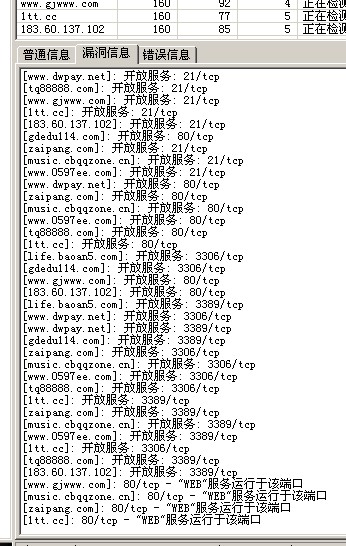 www.gjwww.com 160 92 4 正在检测
1tt.cc 160 77 5 正在检测
183.60.137.102 160 85 5 正在检测
普通信息 漏洞信息 错误信息
[www.dwpay.net]: 开放服务: 21/tcp
[tq88888.com]: 开放服务: 21/tcp
[www.gjwww.com]: 开放服务: 21/tcp
[1tt.cc]: 开放服务: 21/tcp
[183.60.137.102]: 开放服务: 21/tcp
[gdedu114.com]: 开放服务: 80/tcp
[zaipang.com]: 开放服务: 21/tcp
[music.cbqqzone.cn]: 开放服务: 21/tcp
[www.0597ee.com]: 开放服务: 21/tcp
[www.dwpay.net]: 开放服务: 80/tcp
[zaipang.com]: 开放服务: 80/tcp
[music.cbqqzone.cn]: 开放服务: 80/tcp
[www.0597ee.com]: 开放服务: 80/tcp
[tq88888.com]: 开放服务: 80/tcp
[1tt.cc]: 开放服务: 80/tcp
[life.baoan5.com]: 开放服务: 3306/tcp
[gdedu114.com]: 开放服务: 3306/tcp
[www.gjwww.com]: 开放服务: 80/tcp
[183.60.137.102]: 开放服务: 80/tcp
[life.baoan5.com]: 开放服务: 3389/tcp
[www.dwpay.net]: 开放服务: 3306/tcp
[www.dwpay.net]: 开放服务: 3389/tcp
[gdedu114.com]: 开放服务: 3389/tcp
[zaipang.com]: 开放服务: 3306/tcp
[music.cbqqzone.cn]: 开放服务: 3306/tcp
[www.0597ee.com]: 开放服务: 3306/tcp
[tq88888.com]: 开放服务: 3306/tcp
[1tt.cc]: 开放服务: 3389/tcp
[zaipang.com]: 开放服务: 3389/tcp
[music.cbqqzone.cn]: 开放服务: 3389/tcp
[www.0597ee.com]: 开放服务: 3389/tcp
[1tt.cc]: 开放服务: 3306/tcp
[tq88888.com]: 开放服务: 3389/tcp
[183.60.137.102]: 开放服务: 3389/tcp
[www.gjwww.com]: 80/tcp - "WEB"服务运行于该端口
[music.cbqqzone.cn]: 80/tcp - "WEB"服务运行于该端口
[zaipang.com]: 80/tcp - "WEB"服务运行于该端口
[1tt.cc]: 80/tcp - "WEB"服务运行于该端口